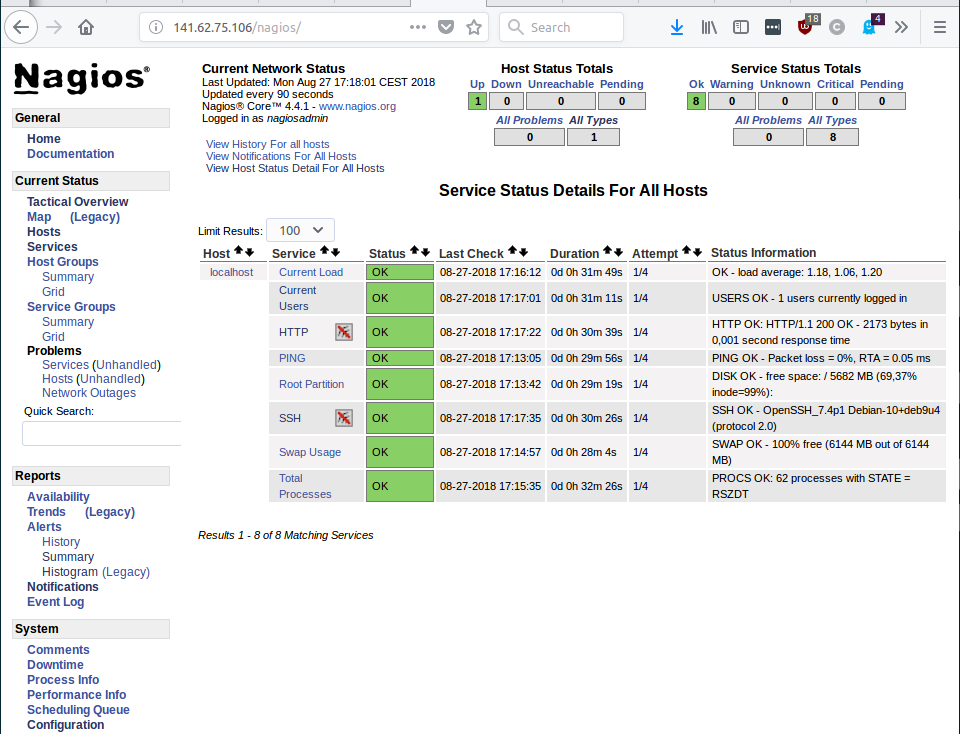 141.62.75.106/nagios/
Search
18
C
4
Nagios®
General
Home
Documentation
Current Status
Tactical Overview
Map (Legacy)
Hosts
Services
Host Groups
Summary
Grid
Service Groups
Summary
Grid
Problems
Services (Unhandled)
Hosts (Unhandled)
Network Outages
Quick Search:
Reports
Availability
Trends (Legacy)
Alerts
History
Summary
Histogram (Legacy)
Notifications
Event Log
System
Comments
Downtime
Process Info
Performance Info
Scheduling Queue
Configuration
Current Network Status
Last Updated: Mon Aug 27 17:18:01 CEST 2018
Updated every 90 seconds
Nagios® Core™ 4.4.1 - www.nagios.org
Logged in as nagiosadmin
View History For all hosts
View Notifications For All Hosts
View Host Status Detail For All Hosts
Host Status Totals
Up Down Unreachable Pending
1 0 0 0
All Problems All Types
0 1
Service Status Totals
Ok Warning Unknown Critical Pending
8 0 0 0 0
All Problems All Types
0 8
Service Status Details For All Hosts
Limit Results: 100
Host Service Status Last Check Duration Attempt Status Information
localhost Current Load OK 08-27-2018 17:16:12 0d 0h 31m 49s 1/4 OK - load average: 1.18, 1.06, 1.20
Current
Users OK 08-27-2018 17:17:01 0d 0h 31m 11s 1/4 USERS OK - 1 users currently logged in
HTTP OK 08-27-2018 17:17:22 0d 0h 30m 39s 1/4 HTTP OK: HTTP/1.1 200 OK - 2173 bytes in
0,001 second response time
PING OK 08-27-2018 17:13:05 0d 0h 29m 56s 1/4 PING OK - Packet loss = 0%, RTA = 0.05 ms
Root Partition OK 08-27-2018 17:13:42 0d 0h 29m 19s 1/4 DISK OK - free space: / 5682 MB (69,37%
inode=99%):
SSH OK 08-27-2018 17:17:35 0d 0h 30m 26s 1/4 SSH OK - OpenSSH_7.4p1 Debian-10+deb9u4
(protocol 2.0)
Swap Usage OK 08-27-2018 17:14:57 0d 0h 28m 4s 1/4 SWAP OK - 100% free (6144 MB out of 6144
MB)
Total
Processes OK 08-27-2018 17:15:35 0d 0h 32m 26s 1/4 PROCS OK: 62 processes with STATE =
RSZDT
Results 1 - 8 of 8 Matching Services